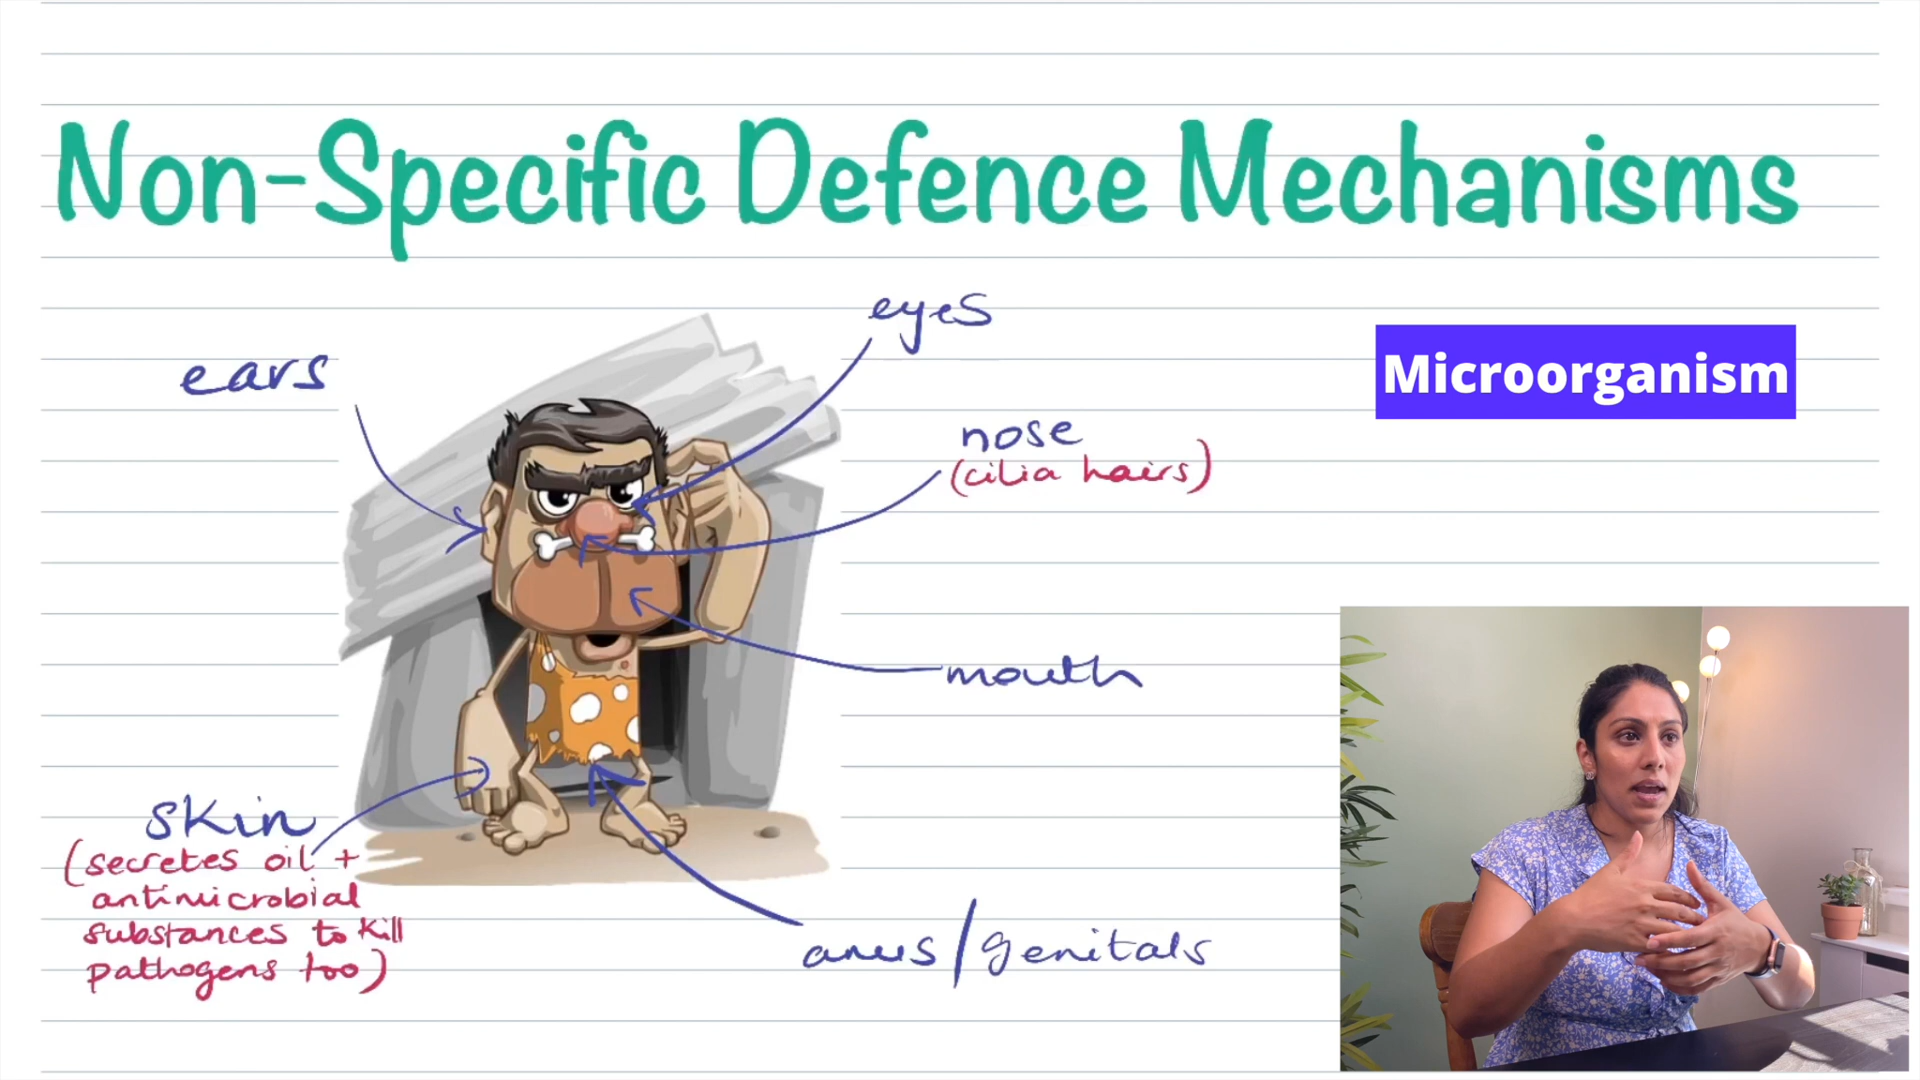 Non-Specific Defence Mechanisms
eyes
ears
Microorganism
nose
(cilia hairs)
mouth
skin
(secretes oil +
antimicrobial
substances to kill
pathogens too)
anus/genitals